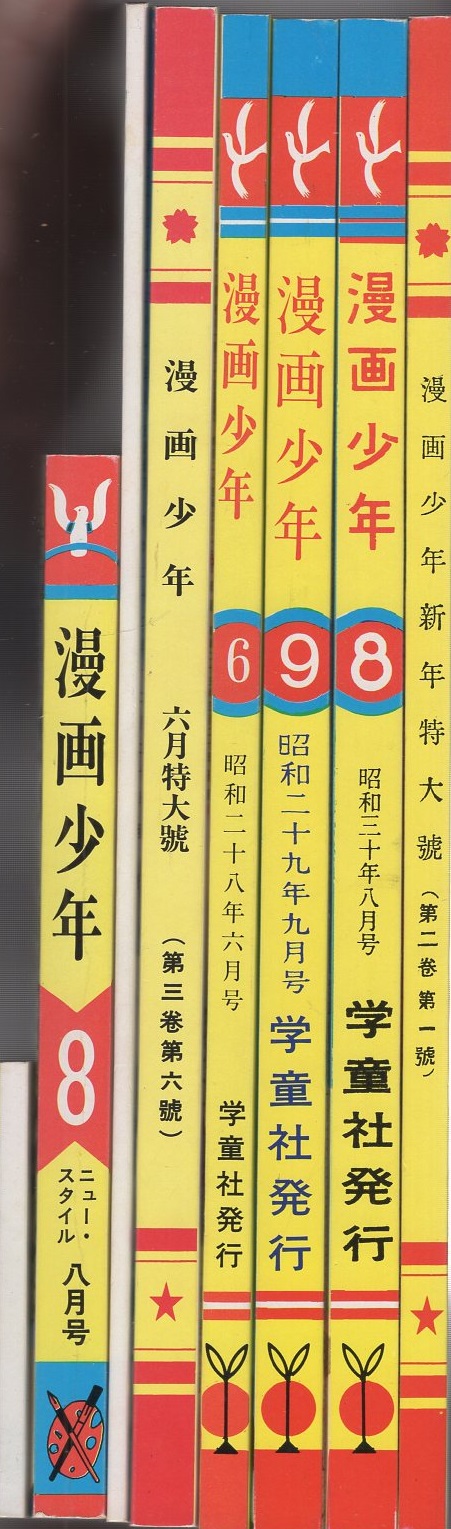 漫画少年
8
ニュー・
スタイル
八月号
漫画少年
六月特大號
（第三巻第六號）
漫画少年
6
昭和二十八年六月号
学童社発行
漫画少年
9
昭和二十九年九月号
学童社発行
漫画少年
8
昭和三十年八月号
学童社発行
漫画少年新年特大號（第二巻第一號）